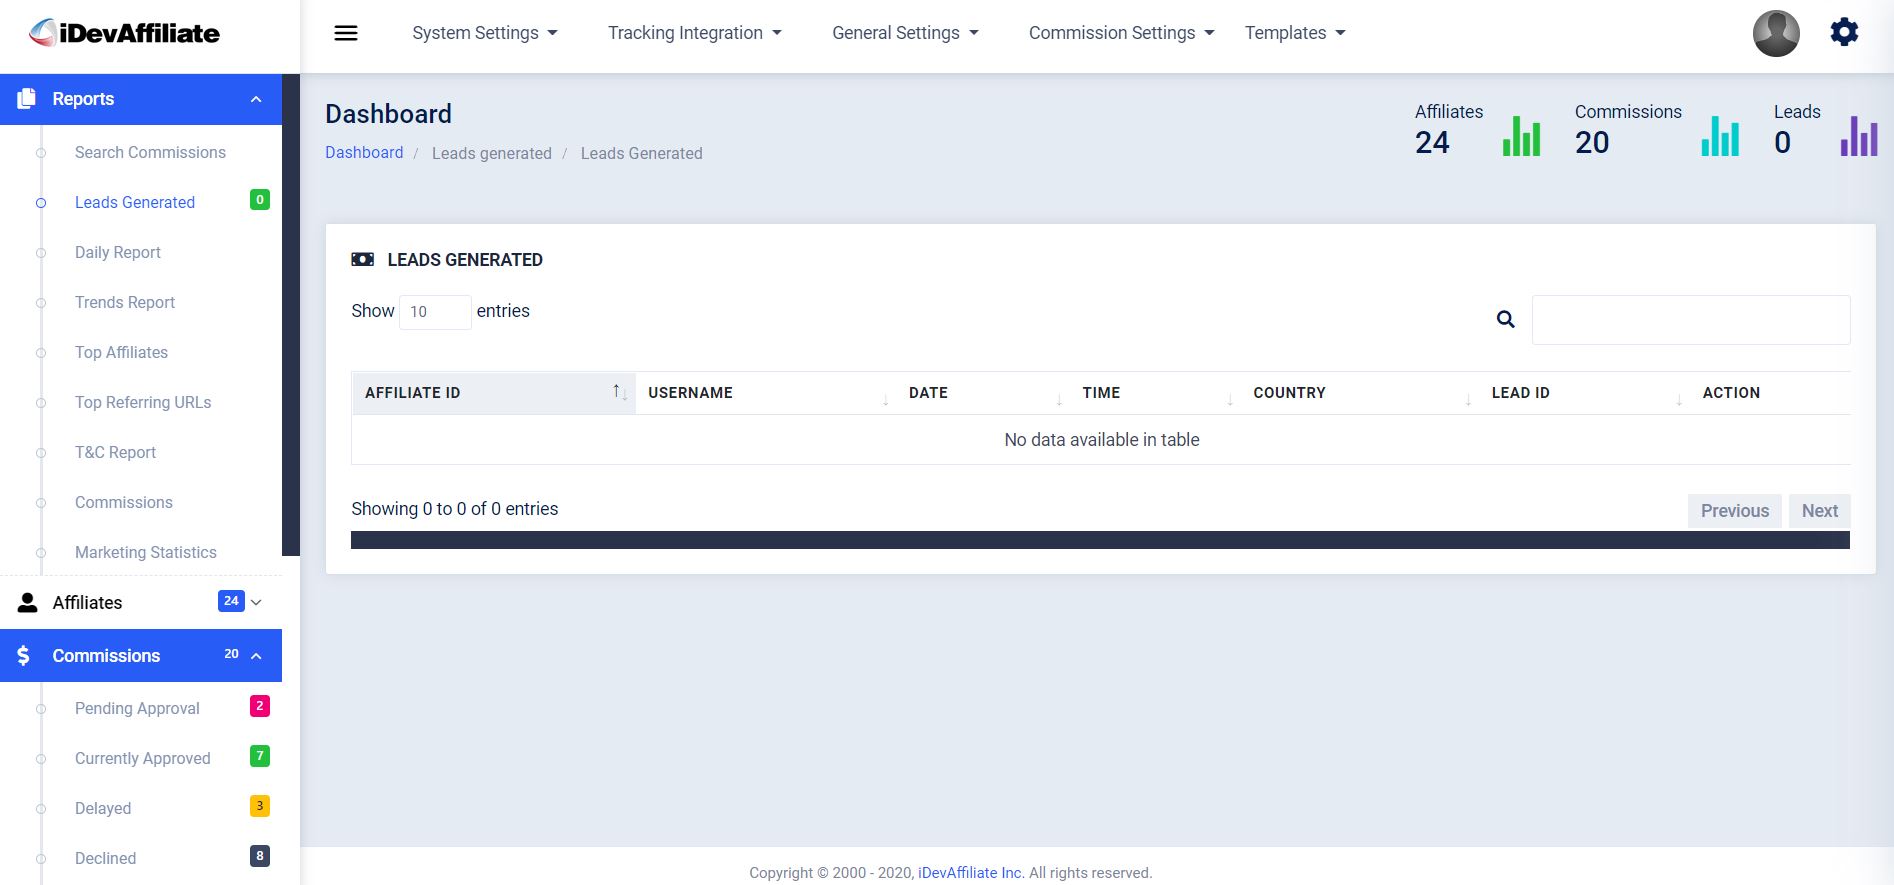 iDevAffiliate
System Settings
Tracking Integration
General Settings
Commission Settings
Templates
Reports
Search Commissions
Leads Generated 0
Daily Report
Trends Report
Top Affiliates
Top Referring URLs
T&C Report
Commissions
Marketing Statistics
Affiliates 24
Commissions 20
Pending Approval 2
Currently Approved 7
Delayed 3
Declined 8
Dashboard
Dashboard / Leads generated / Leads Generated
Affiliates
24
Commissions
20
Leads
0
LEADS GENERATED
Show 10 entries
AFFILIATE ID USERNAME DATE TIME COUNTRY LEAD ID ACTION
No data available in table
Showing 0 to 0 of 0 entries
Previous Next
Copyright © 2000 - 2020, iDevAffiliate Inc. All rights reserved.